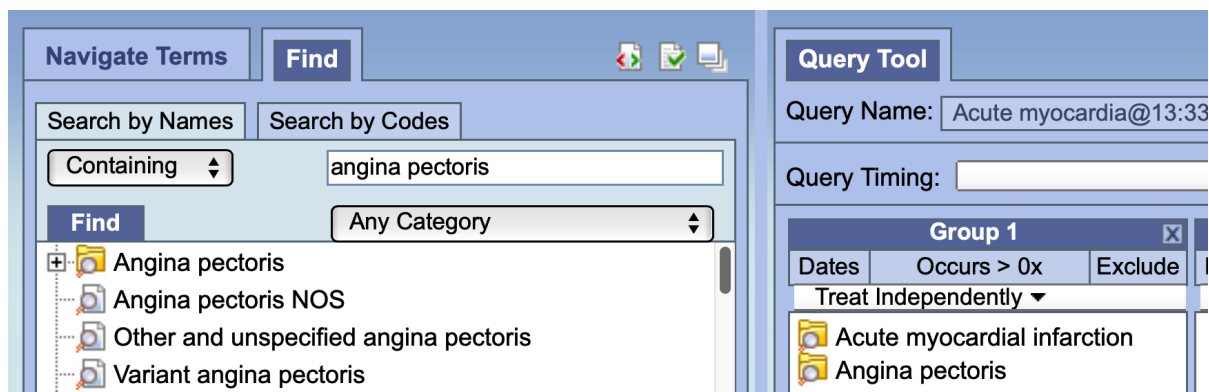 Navigate Terms
Find
Search by Names
Search by Codes
Containing
angina pectoris
Find
Any Category
Angina pectoris
Angina pectoris NOS
Other and unspecified angina pectoris
Variant angina pectoris
Query Tool
Query Name: Acute myocardia@13:33
Query Timing:
Group 1 X
Dates
Occurs > 0x
Exclude
Treat Independently
Acute myocardial infarction
Angina pectoris